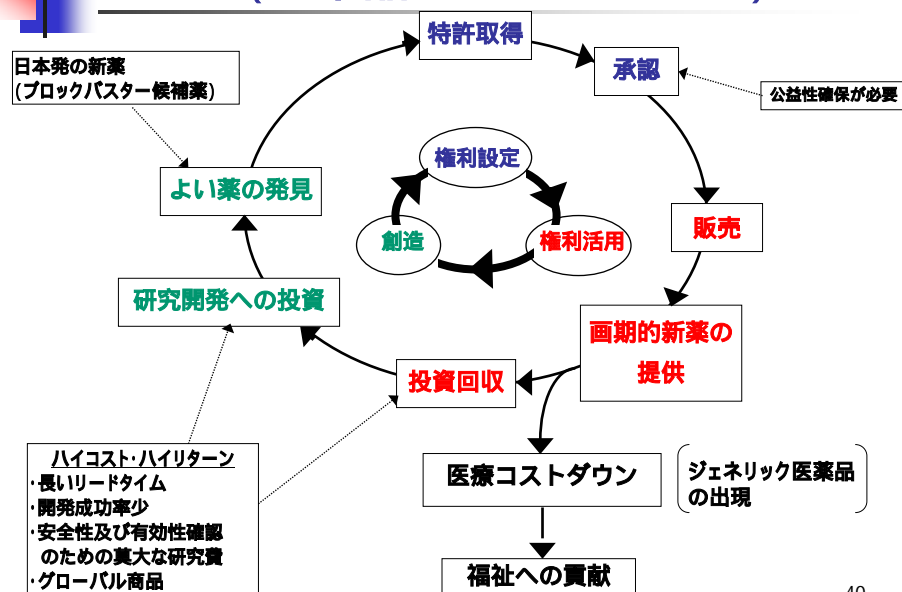 特許取得
承認
日本発の新薬
(ブロックバスター候補薬)
公益性確保が必要
権利設定
よい薬の発見
創造
権利活用
販売
研究開発への投資
画期的新薬の
提供
投資回収
ハイコスト・ハイリターン
・長いリードタイム
・開発成功率少
・安全性及び有効性確認
のための莫大な研究費
・グローバル商品
医療コストダウン
ジェネリック医薬品
の出現
福祉への貢献